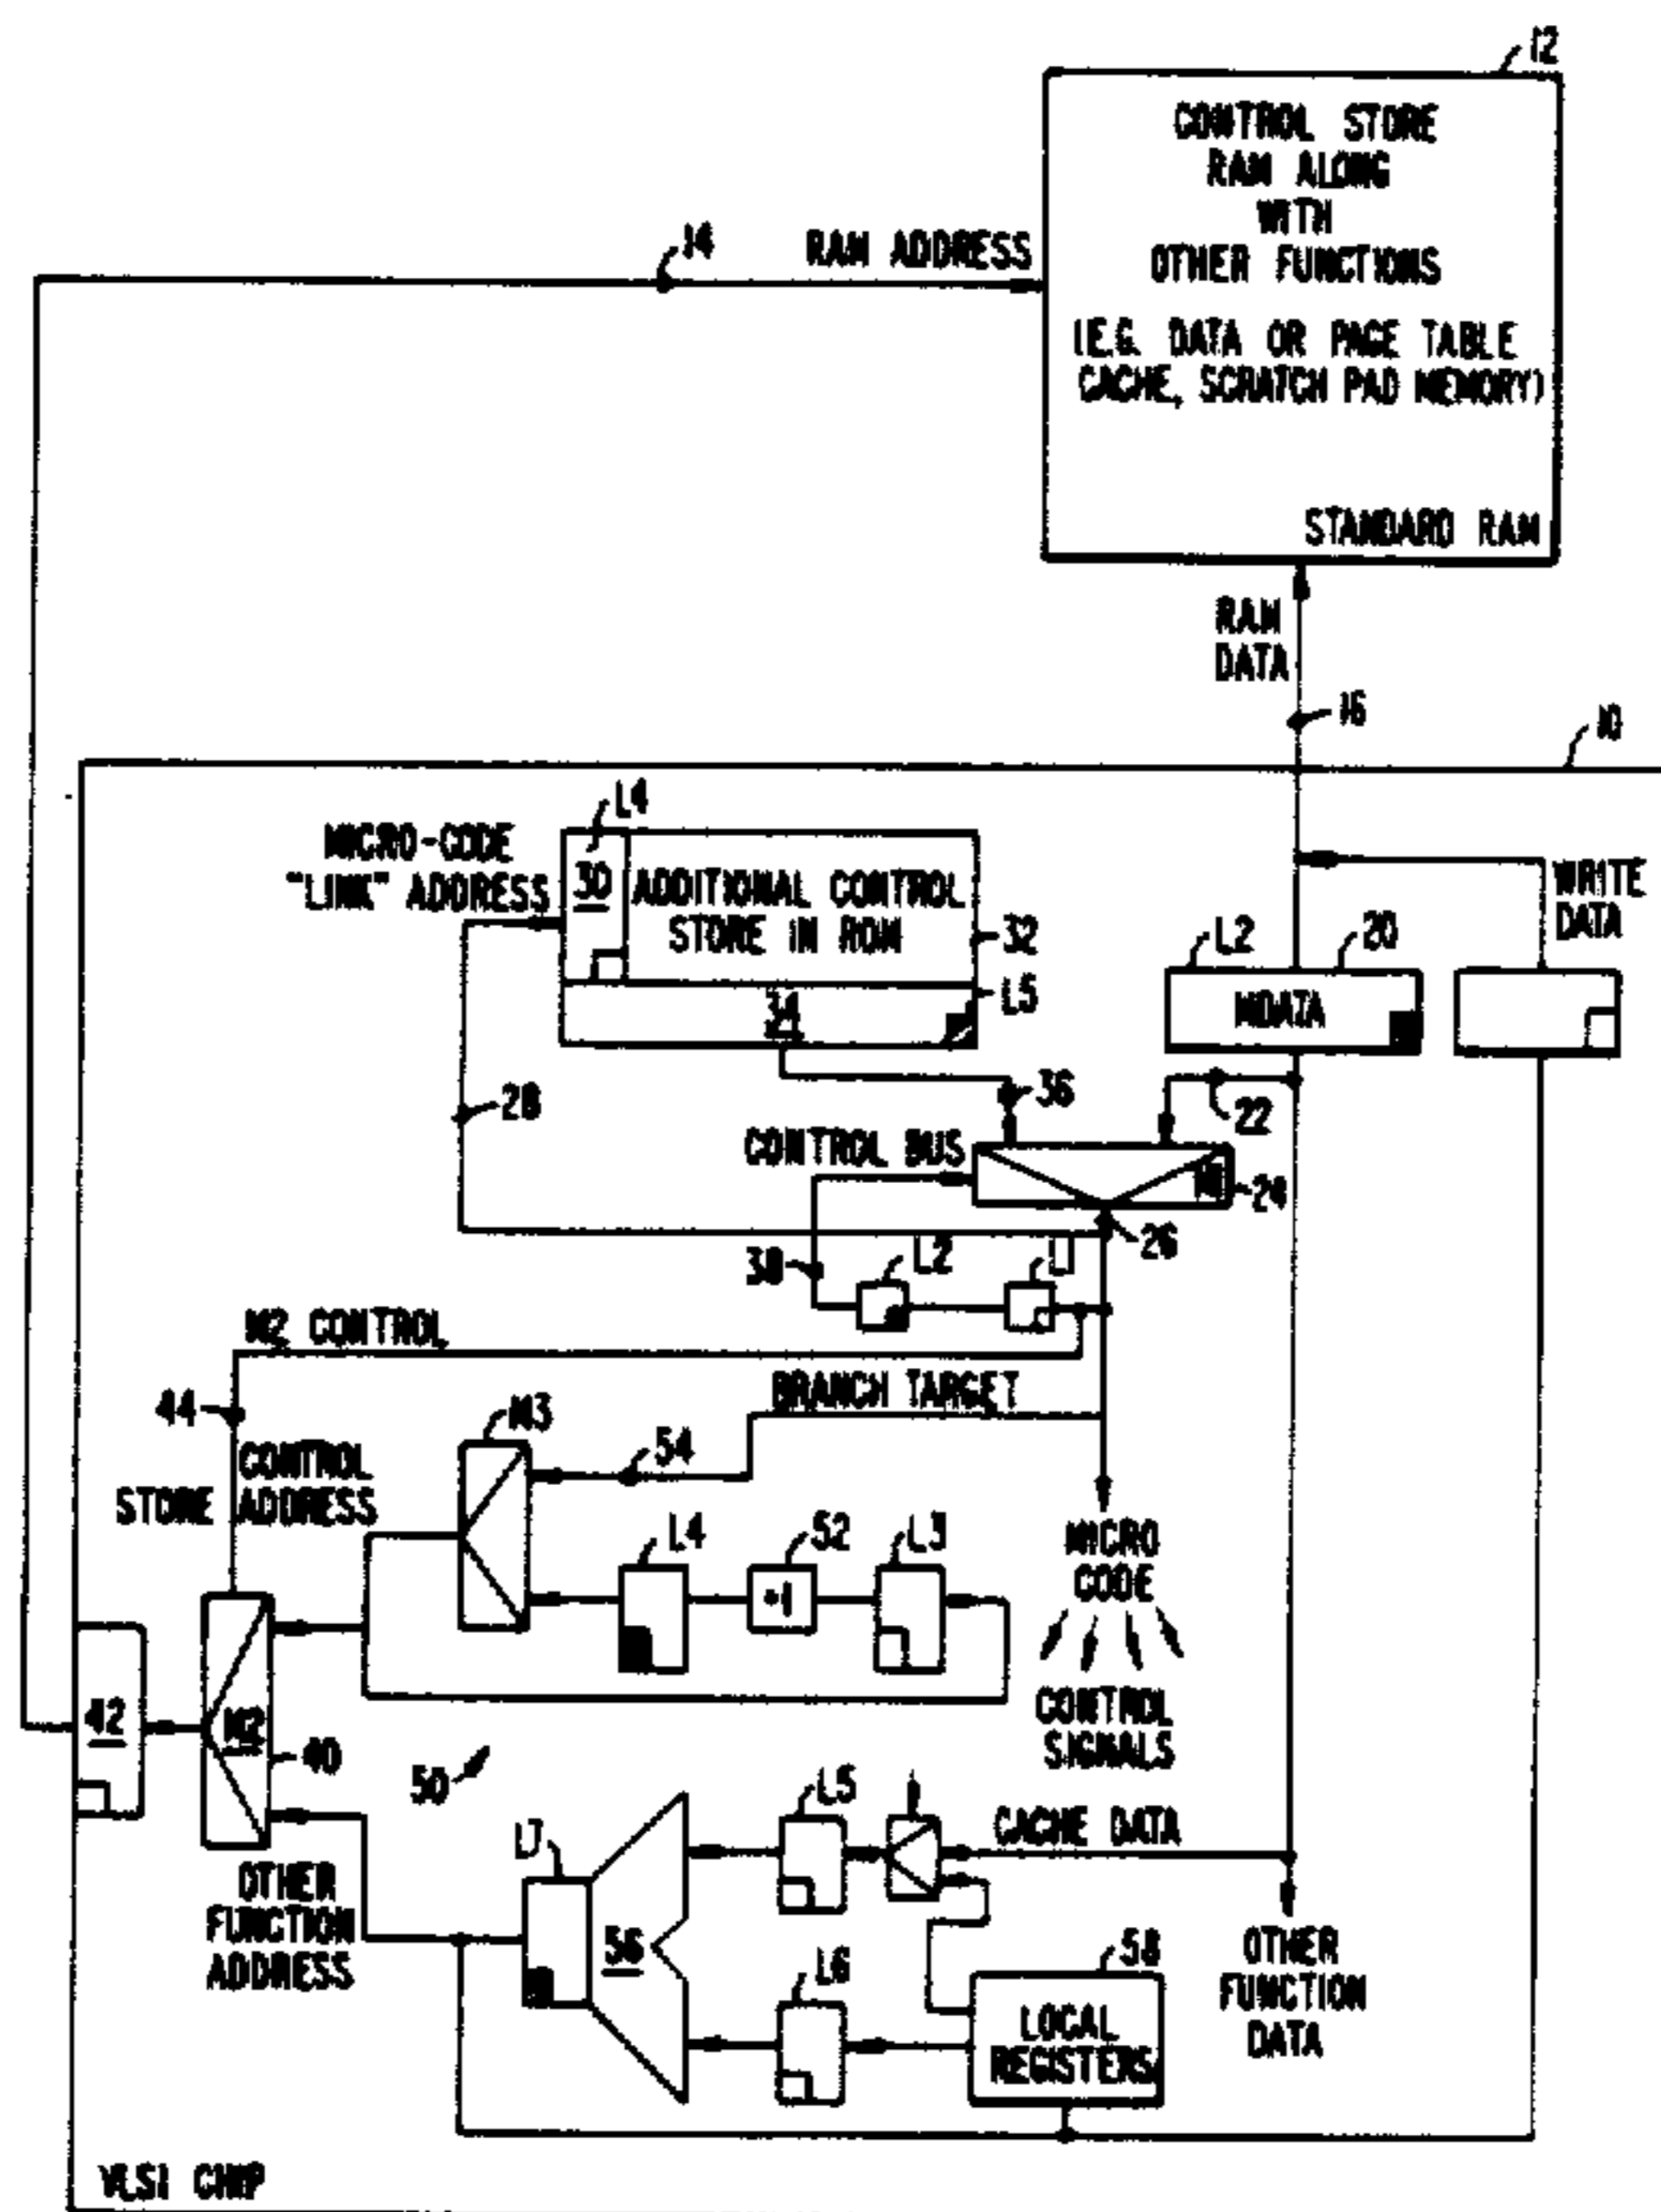 12
CONTROL STORE
RAM ALONG
WITH
OTHER FUNCTIONS
(E.G. DATA OR PAGE TABLE
CACHE, SCRATCH PAD MEMORY)
STANDARD RAM
14
RAM ADDRESS
RAM
DATA
16
10
L4
MICRO-CODE
"LINK" ADDRESS
30
ADDITIONAL CONTROL
STORE IN ROM
32
L5
34
L2
20
MDATA
WRITE
DATA
28
36
22
CONTROL BUS
24
26
38
L2
L1
M2 CONTROL
44
BRANCH TARGET
M3
54
CONTROL
STORE ADDRESS
L4
52
L3
+1
MICRO
CODE
CONTROL
SIGNALS
42
M2
40
50
OTHER
FUNCTION
ADDRESS
L7
56
L5
CACHE DATA
L6
58
LOCAL
REGISTERS
OTHER
FUNCTION
DATA
VLSI CHIP